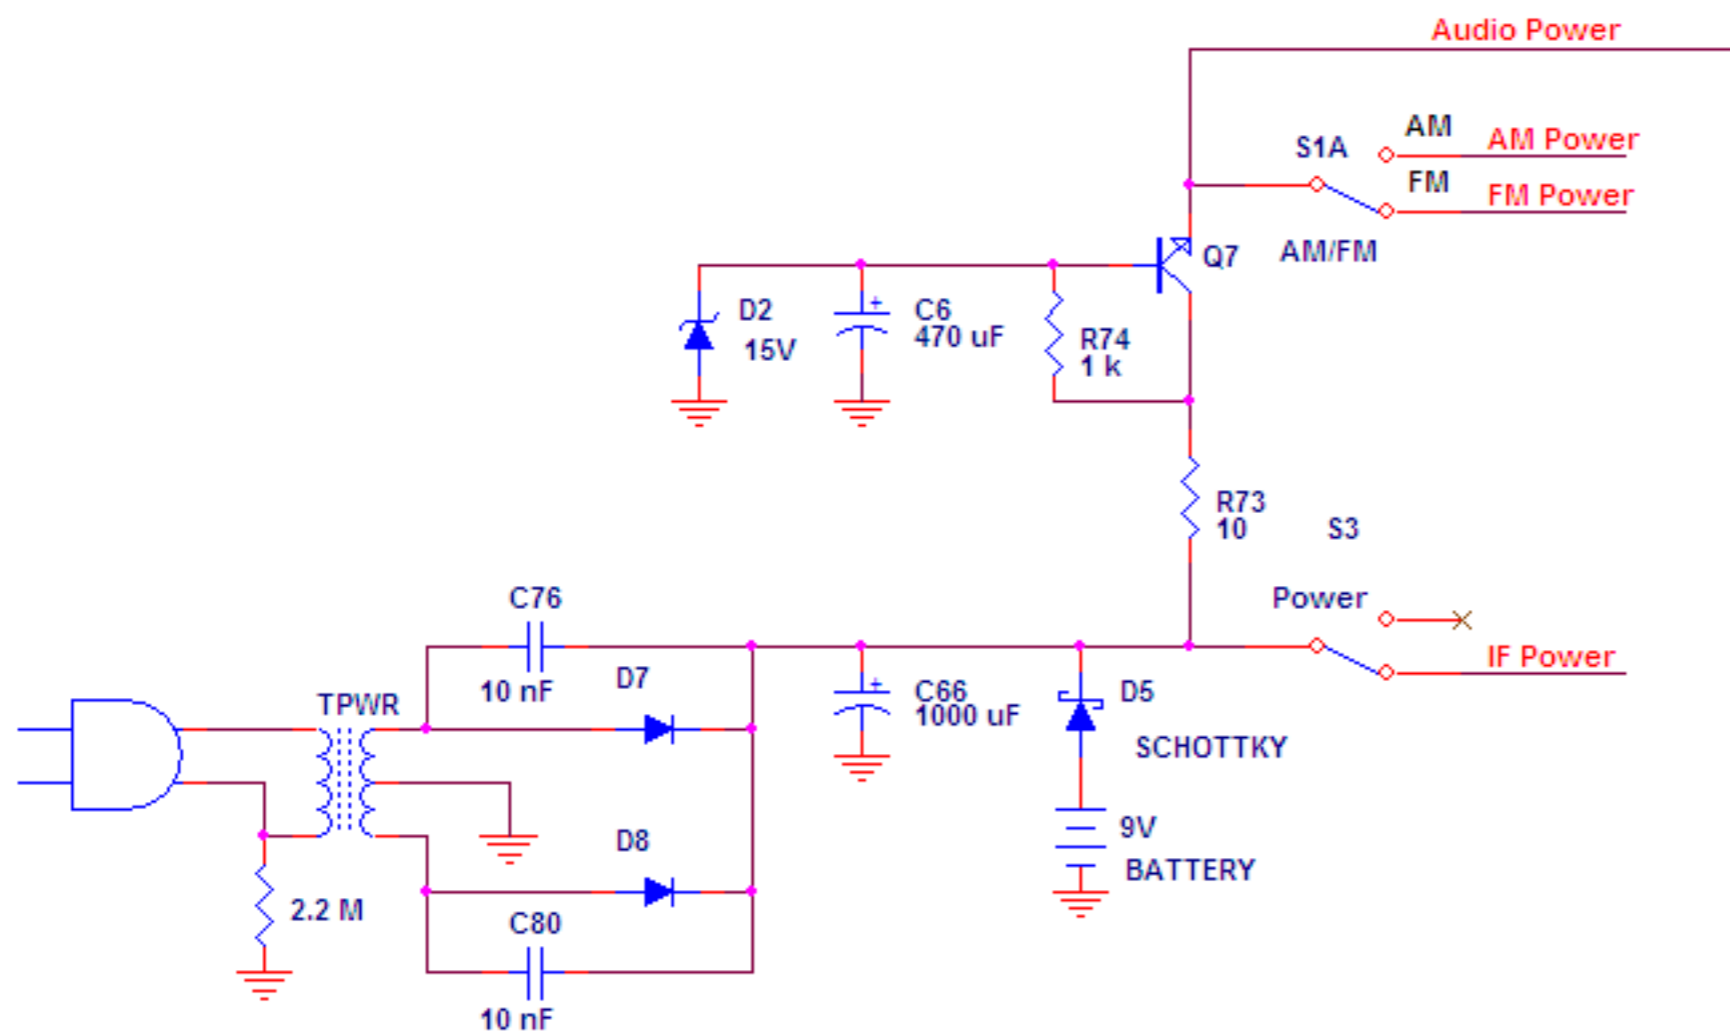 Audio Power
AM
AM Power
S1A
FM
FM Power
AM/FM
Q7
D2
15V
C6
470 uF
R74
1 k
R73
10
S3
C76
10 nF
Power
IF Power
D7
TPWR
C66
1000 uF
D5
SCHOTTKY
D8
9V
BATTERY
2.2 M
C80
10 nF